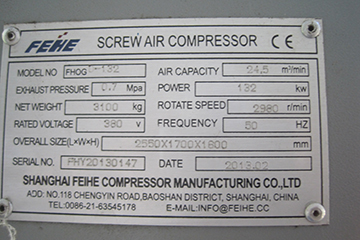 FEIHE SCREW AIR COMPRESSOR CE
MODEL NO FHOG -132 AIR CAPACITY 24.5 m³/min
EXHAUST PRESSURE 0.7 Mpa POWER 132 kw
NET WEIGHT 3100 kg ROTATE SPEED 2980 r/min
RATED VOLTAGE 380 V FREQUENCY 50 HZ
OVERALL SIZE(L×W×H) 2550X1700X1800 mm
SERIAL NO. FHY20130147 DATE 2013.02
SHANGHAI FEIHE COMPRESSOR MANUFACTURING CO.,LTD
ADD: NO.118 CHENGYIN ROAD,BAOSHAN DISTRICT, SHANGHAI, CHINA
TEL:0086-21-63545178 E-MAIL:INFO@FEIHE.CC